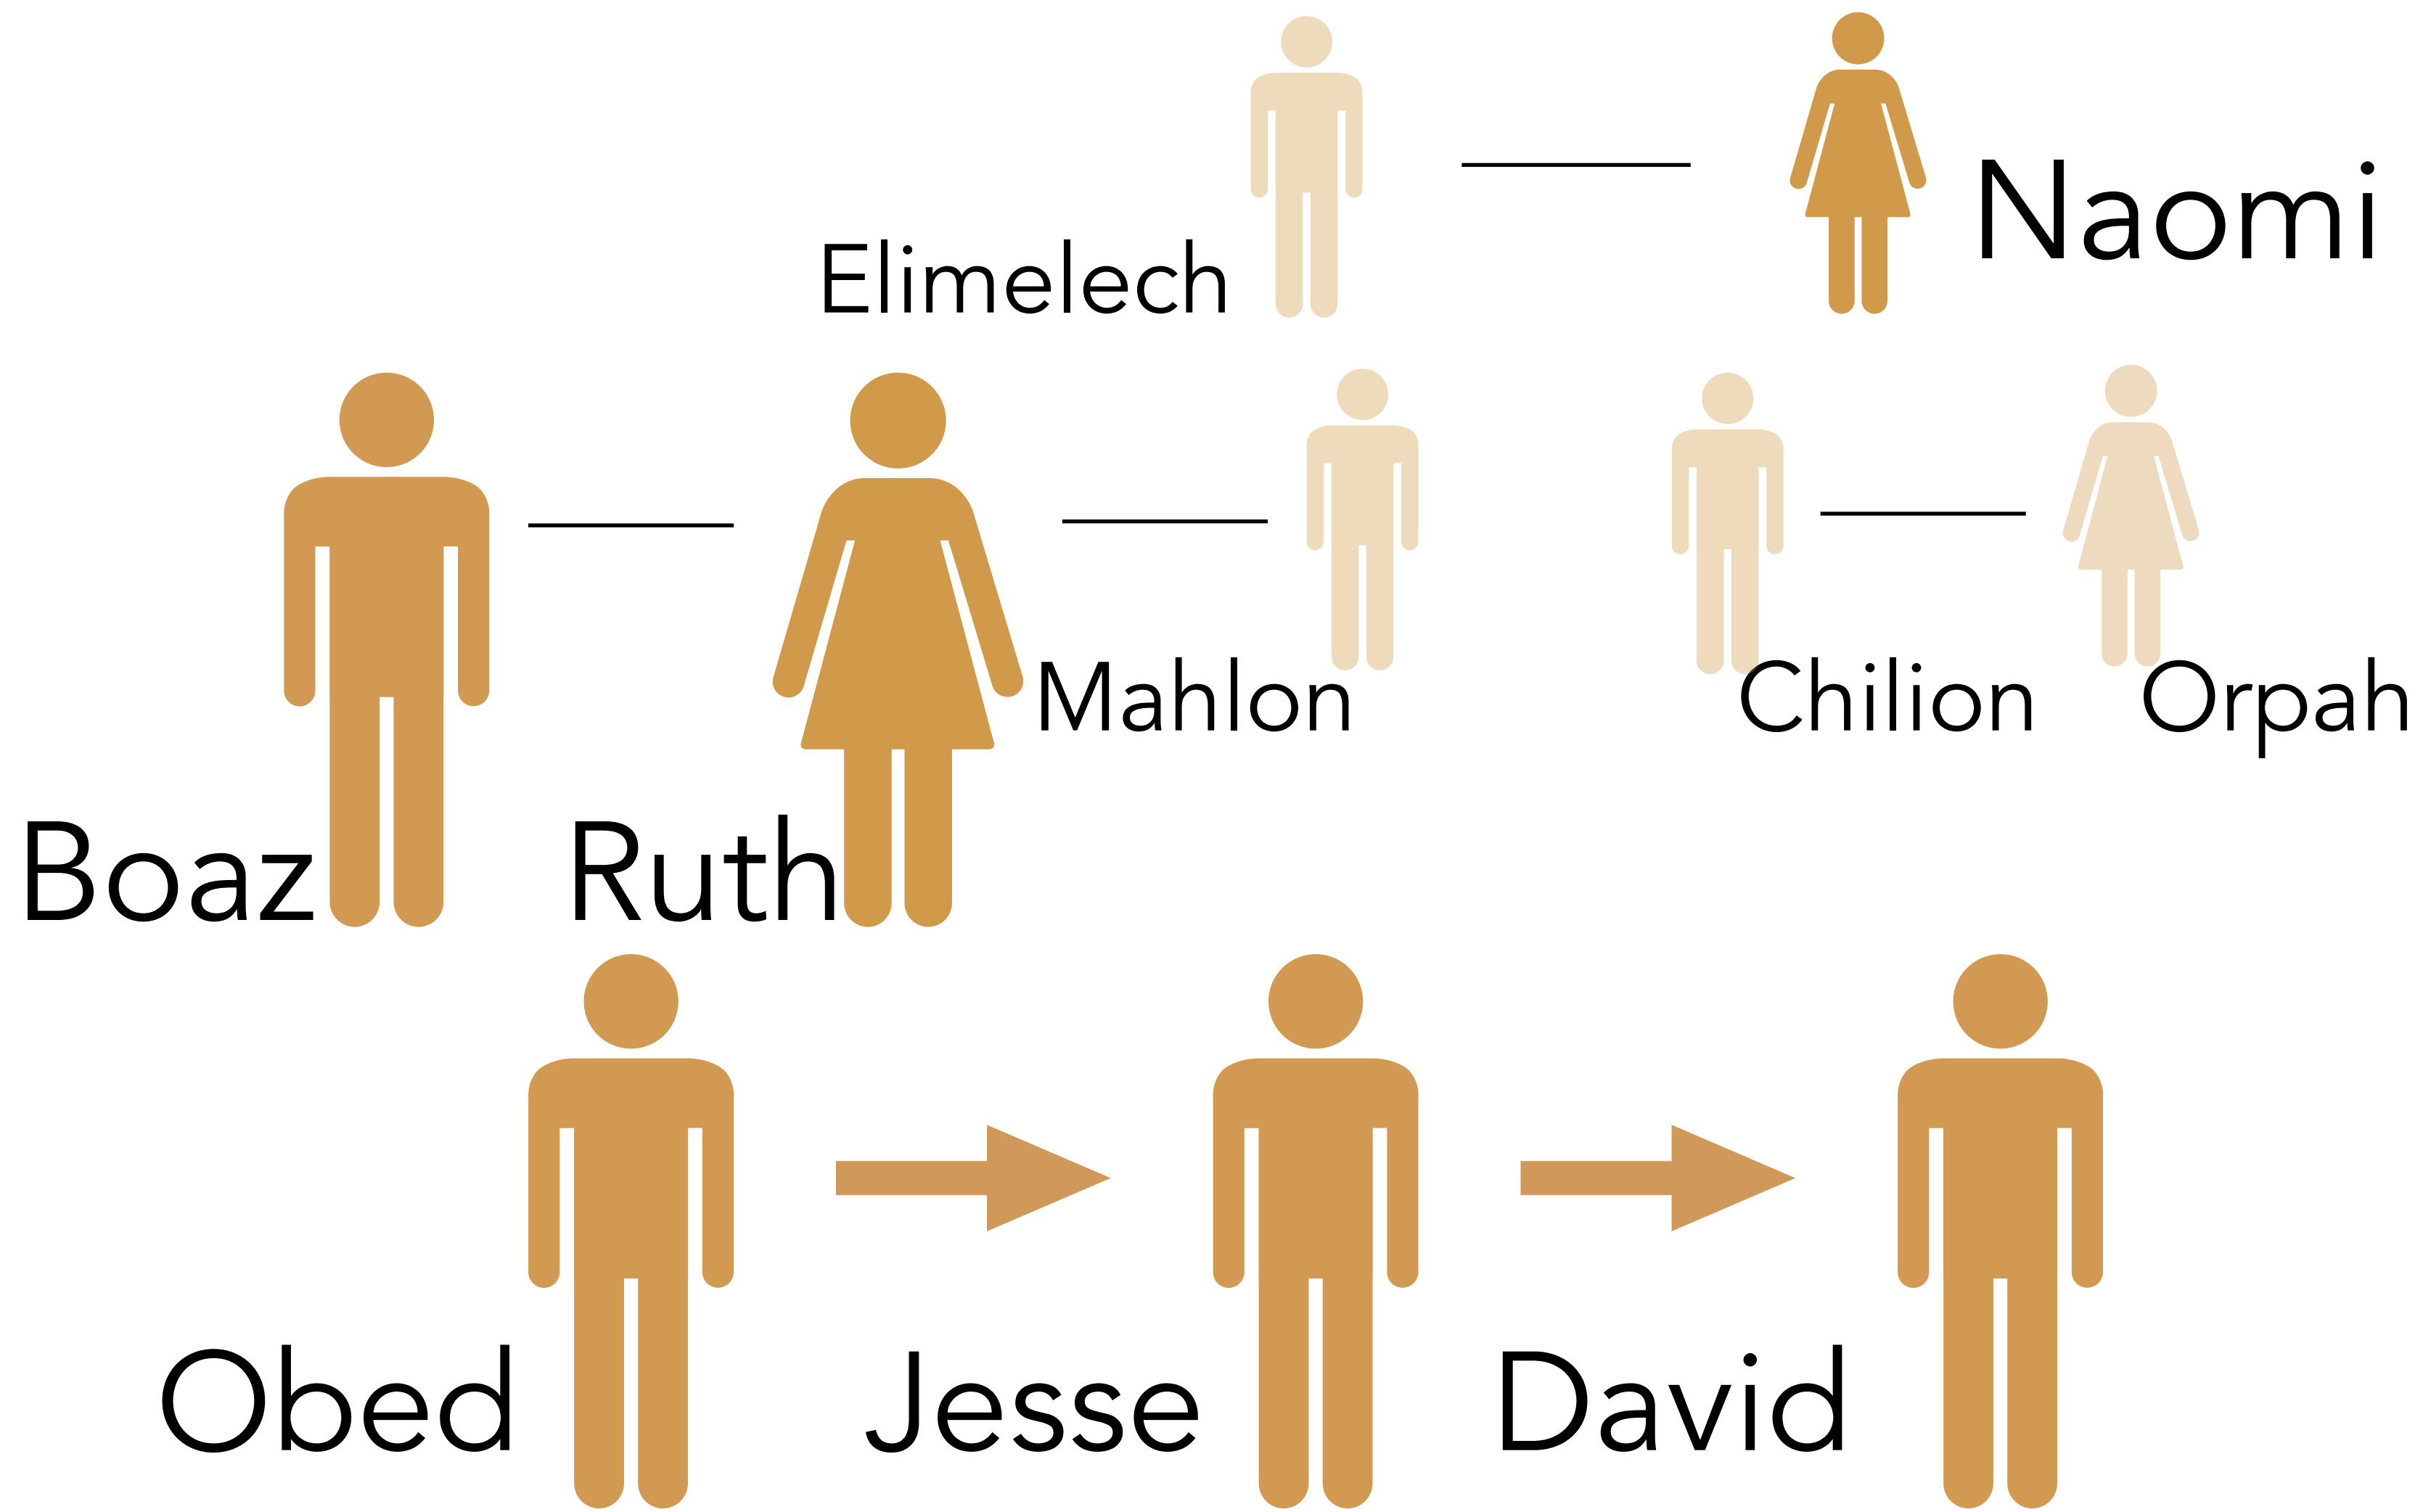 Elimelech
Naomi
Boaz
Ruth
Mahlon
Chilion
Orpah
Obed
Jesse
David